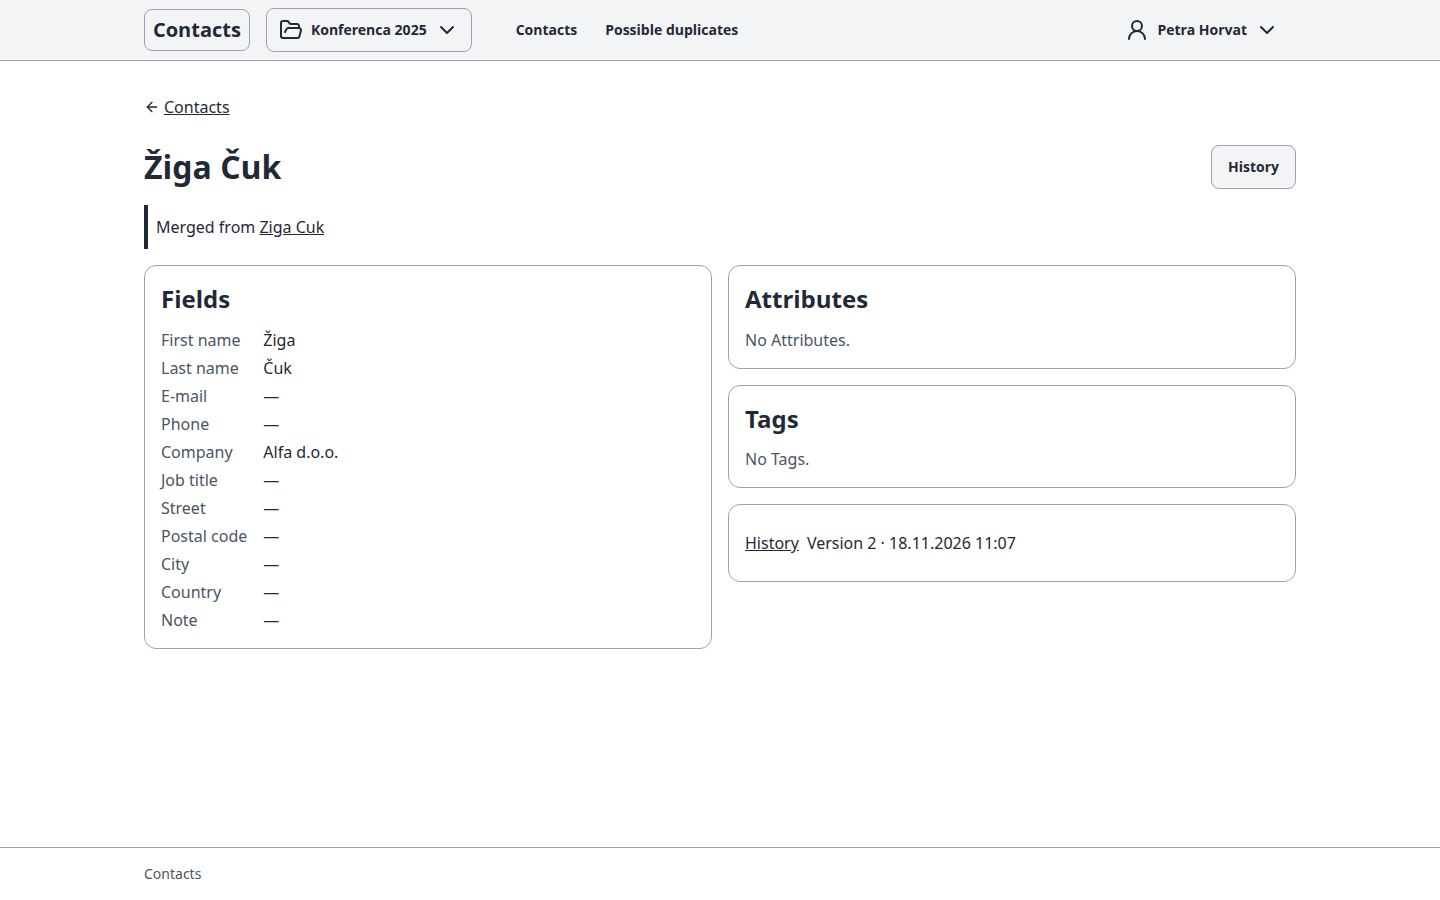 Contacts
Konferenca 2025
Contacts
Possible duplicates
Petra Horvat
← Contacts
Žiga Čuk
History
Merged from Ziga Cuk
Fields
First name Žiga
Last name Čuk
E-mail —
Phone —
Company Alfa d.o.o.
Job title —
Street —
Postal code —
City —
Country —
Note —
Attributes
No Attributes.
Tags
No Tags.
History Version 2 · 18.11.2026 11:07
Contacts